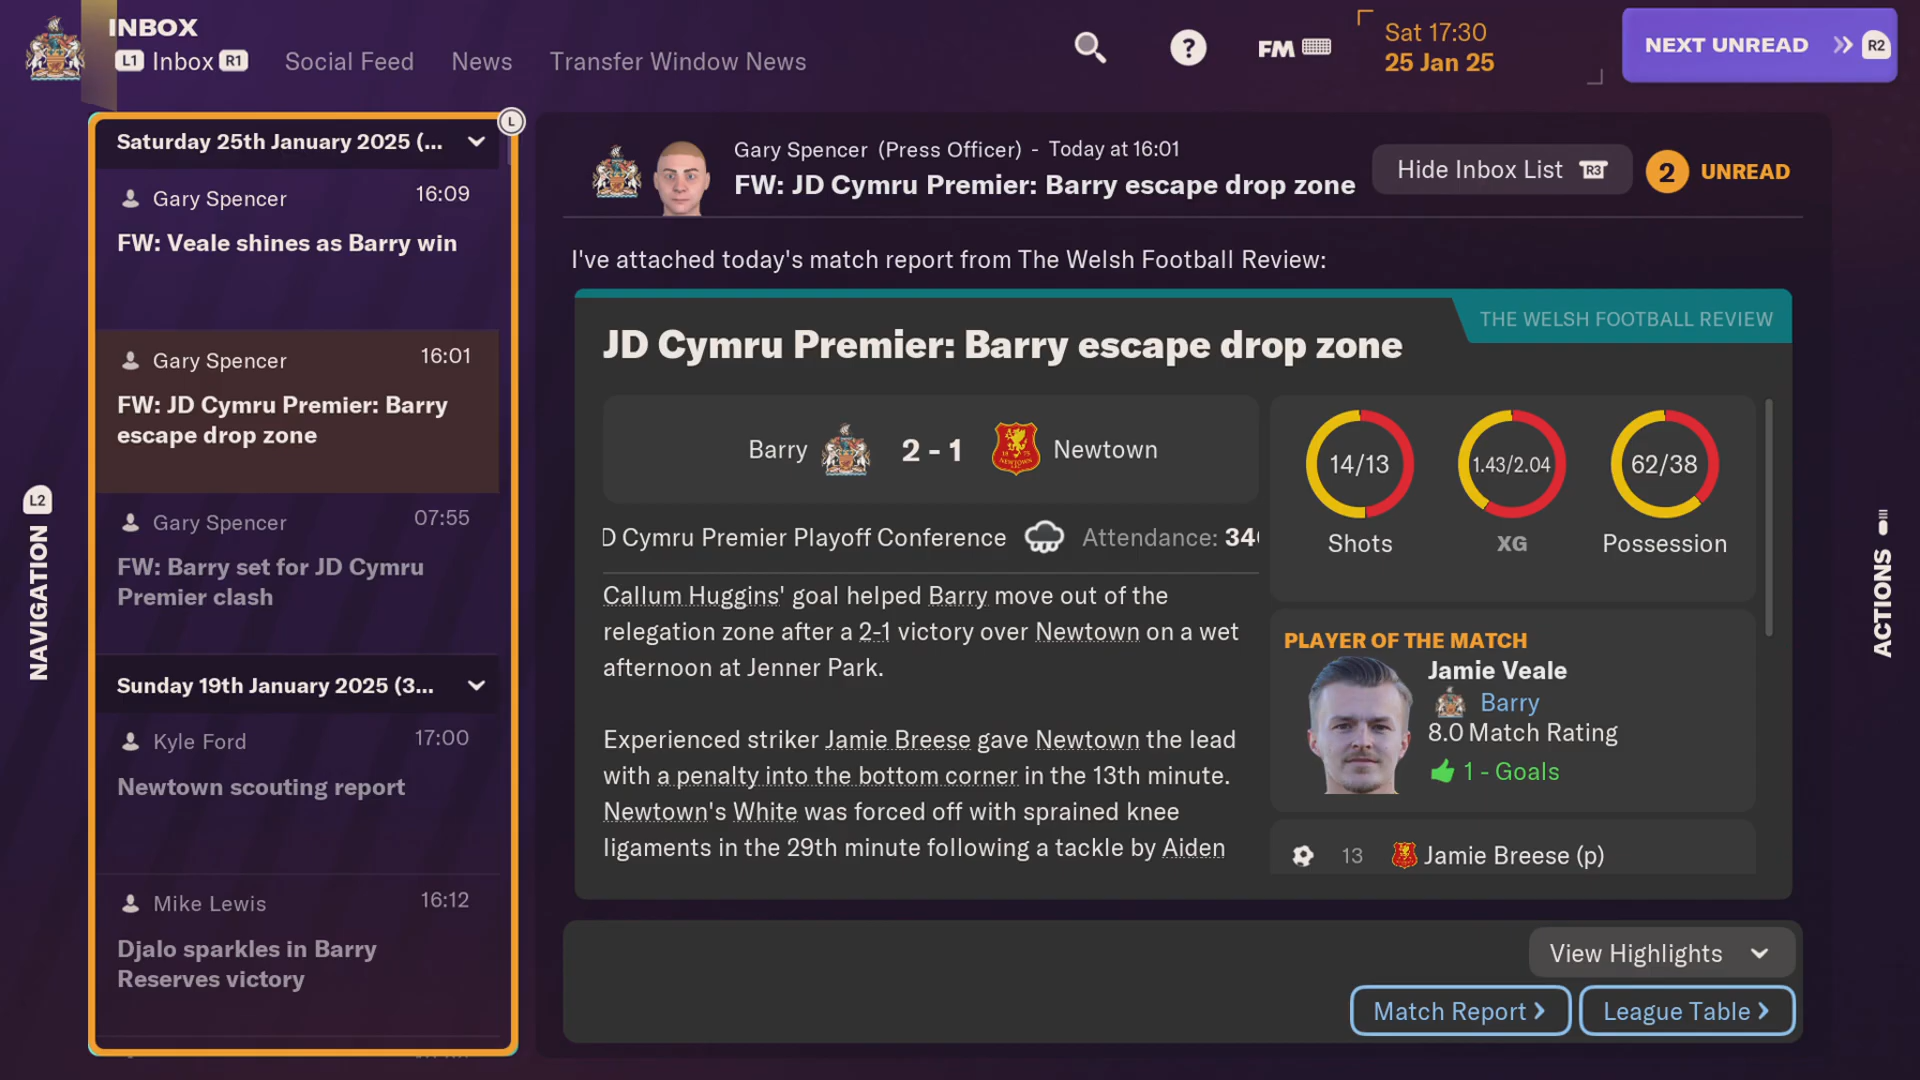 INBOX
L1 Inbox R1
Social Feed
News
Transfer Window News
?
FM
Sat 17:30
25 Jan 25
NEXT UNREAD R2
Saturday 25th January 2025 (...
L
Gary Spencer 16:09
FW: Veale shines as Barry win
Gary Spencer 16:01
FW: JD Cymru Premier: Barry
escape drop zone
Gary Spencer 07:55
FW: Barry set for JD Cymru
Premier clash
Sunday 19th January 2025 (3...
Kyle Ford 17:00
Newtown scouting report
Mike Lewis 16:12
Djalo sparkles in Barry
Reserves victory
L2
NAVIGATION
Gary Spencer (Press Officer) - Today at 16:01
FW: JD Cymru Premier: Barry escape drop zone
Hide Inbox List R3
2 UNREAD
I've attached today's match report from The Welsh Football Review:
THE WELSH FOOTBALL REVIEW
JD Cymru Premier: Barry escape drop zone
Barry 2 - 1 Newtown
D Cymru Premier Playoff Conference Attendance: 34
Callum Huggins' goal helped Barry move out of the
relegation zone after a 2-1 victory over Newtown on a wet
afternoon at Jenner Park.
Experienced striker Jamie Breese gave Newtown the lead
with a penalty into the bottom corner in the 13th minute.
Newtown's White was forced off with sprained knee
ligaments in the 29th minute following a tackle by Aiden
14/13
Shots
1.43/2.04
XG
62/38
Possession
PLAYER OF THE MATCH
Jamie Veale
Barry
8.0 Match Rating
1 - Goals
13 Jamie Breese (p)
View Highlights
Match Report
League Table
ACTIONS